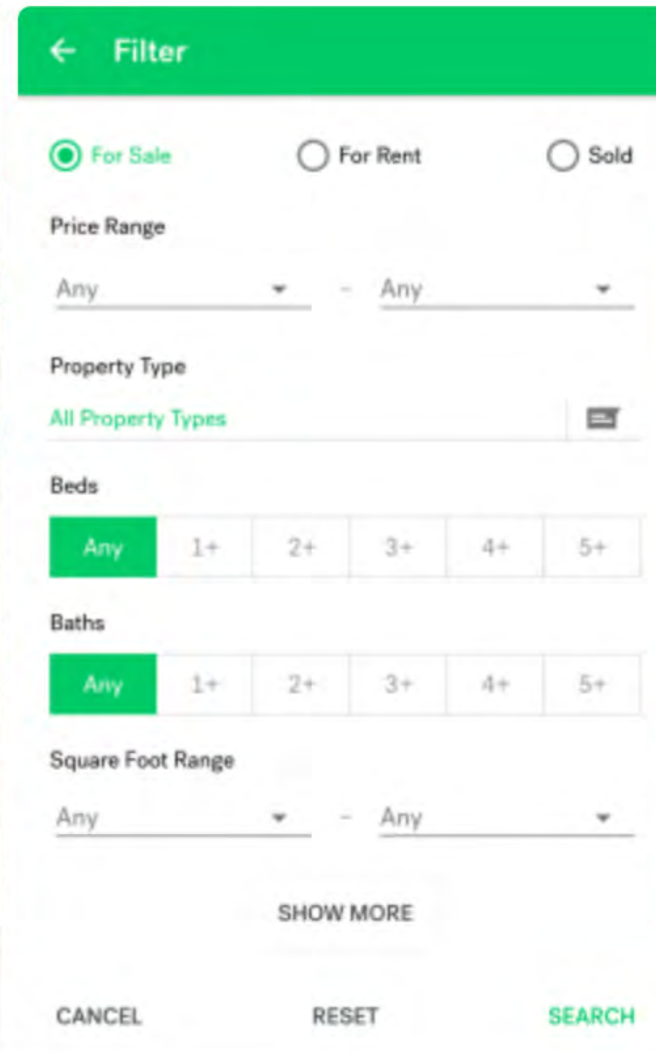 Filter
For Sale For Rent Sold
Price Range
Any - Any
Property Type
All Property Types
Beds
Any 1+ 2+ 3+ 4+ 5+
Baths
Any 1+ 2+ 3+ 4+ 5+
Square Foot Range
Any - Any
SHOW MORE
CANCEL RESET SEARCH